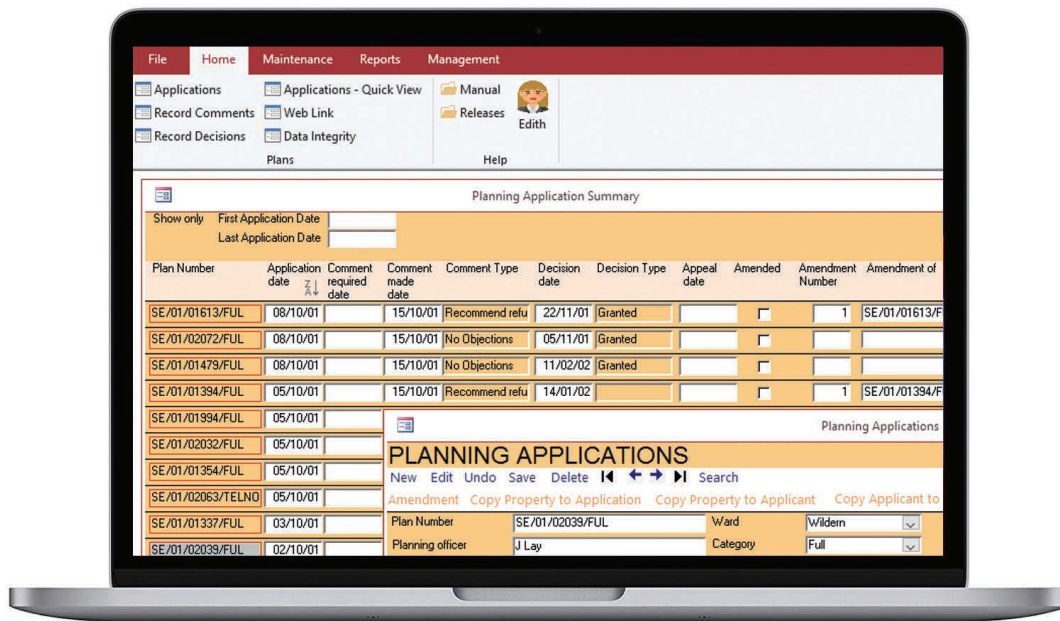 File Home Maintenance Reports Management
Applications Applications - Quick View Manual
Record Comments Web Link Releases
Record Decisions Data Integrity Edith
Plans Help
Planning Application Summary
Show only First Application Date
Last Application Date
Plan Number Application date Comment required date Comment made date Comment Type Decision date Decision Type Appeal date Amended Amendment Number Amendment of
SE/01/01613/FUL 08/10/01 15/10/01 Recommend refu 22/11/01 Granted 1 SE/01/01613/F
SE/01/02072/FUL 08/10/01 15/10/01 No Objections 05/11/01 Granted
SE/01/01479/FUL 08/10/01 15/10/01 No Objections 11/02/02 Granted
SE/01/01394/FUL 05/10/01 15/10/01 Recommend refu 14/01/02 1 SE/01/01394/F
SE/01/01994/FUL 05/10/01
SE/01/02032/FUL 05/10/01
SE/01/01354/FUL 05/10/01
SE/01/02063/TELNO 05/10/01
SE/01/01337/FUL 03/10/01
SE/01/02039/FUL 02/10/01
Planning Applications
PLANNING APPLICATIONS
New Edit Undo Save Delete Search
Amendment Copy Property to Application Copy Property to Applicant Copy Applicant to
Plan Number SE/01/02039/FUL Ward Wildern
Planning officer J Lay Category Full